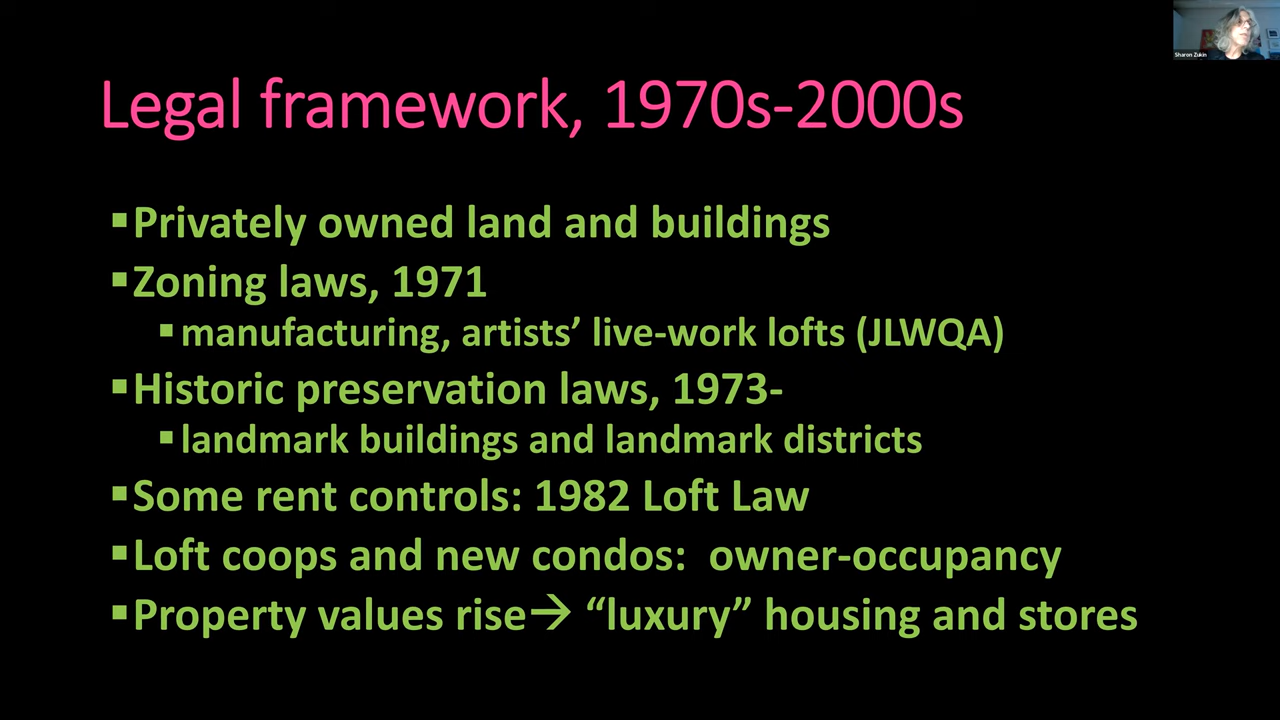 Sharon Zukin
Legal framework, 1970s-2000s
▪Privately owned land and buildings
▪Zoning laws, 1971
▪manufacturing, artists’ live-work lofts (JLWQA)
▪Historic preservation laws, 1973-
▪landmark buildings and landmark districts
▪Some rent controls: 1982 Loft Law
▪Loft coops and new condos:  owner-occupancy
▪Property values rise→ “luxury” housing and stores